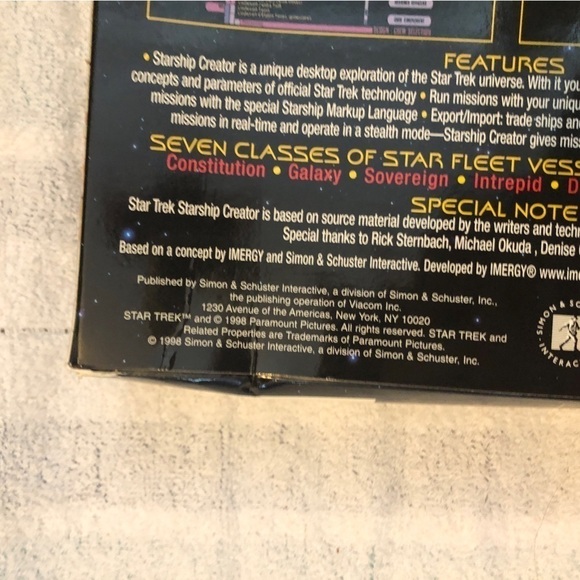 FEATURES
• Starship Creator is a unique desktop exploration of the Star Trek universe. With it you
concepts and parameters of official Star Trek technology • Run missions with your uniq
missions with the special Starship Markup Language • Export/Import: trade ships an
missions in real-time and operate in a stealth mode—Starship Creator gives miss
SEVEN CLASSES OF STAR FLEET VESS
Constitution • Galaxy • Sovereign • Intrepid • D
SPECIAL NOTE
Star Trek Starship Creator is based on source material developed by the writers and techn
Special thanks to Rick Sternbach, Michael Okuda, Denise
Based on a concept by IMERGY and Simon & Schuster Interactive. Developed by IMERGY® www.im
Published by Simon & Schuster Interactive, a division of Simon & Schuster, Inc.,
the publishing operation of Viacom Inc.
1230 Avenue of the Americas, New York, NY 10020
STAR TREK™ and © 1998 Paramount Pictures. All rights reserved. STAR TREK and
Related Properties are Trademarks of Paramount Pictures.
© 1998 Simon & Schuster Interactive, a division of Simon & Schuster, Inc.
SIMON & SC
INTERAC